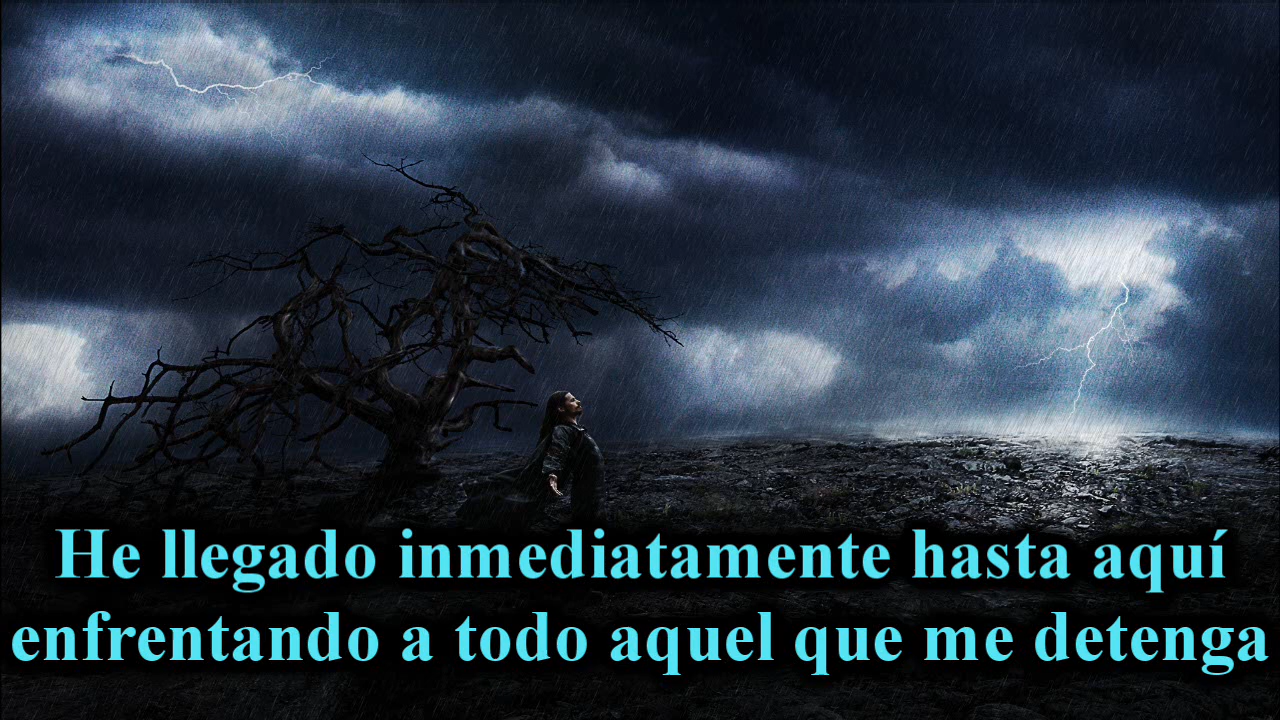 He llegado inmediatamente hasta aquí
enfrentando a todo aquel que me detenga